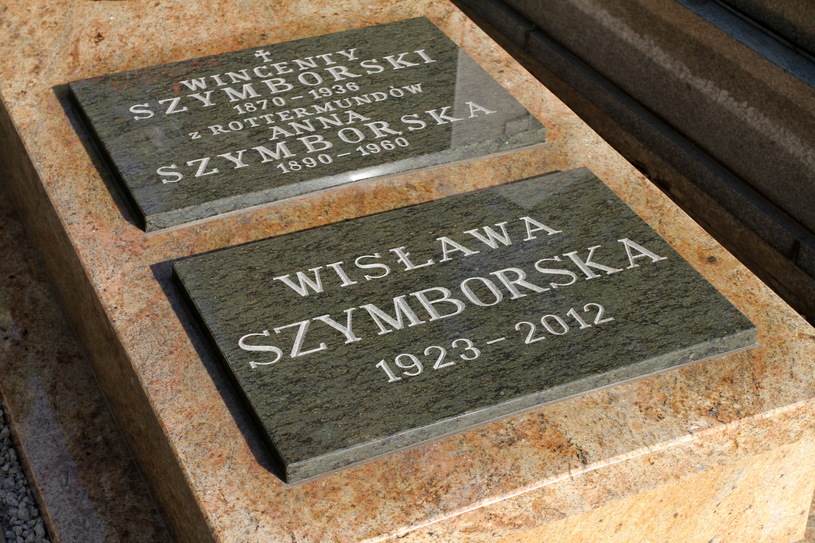 WINCENTY
SZYMBORSKI
1870-1936
z ROTTERMUNDÓW
ANNA
SZYMBORSKA
1890-1960
WISŁAWA
SZYMBORSKA
1923-2012